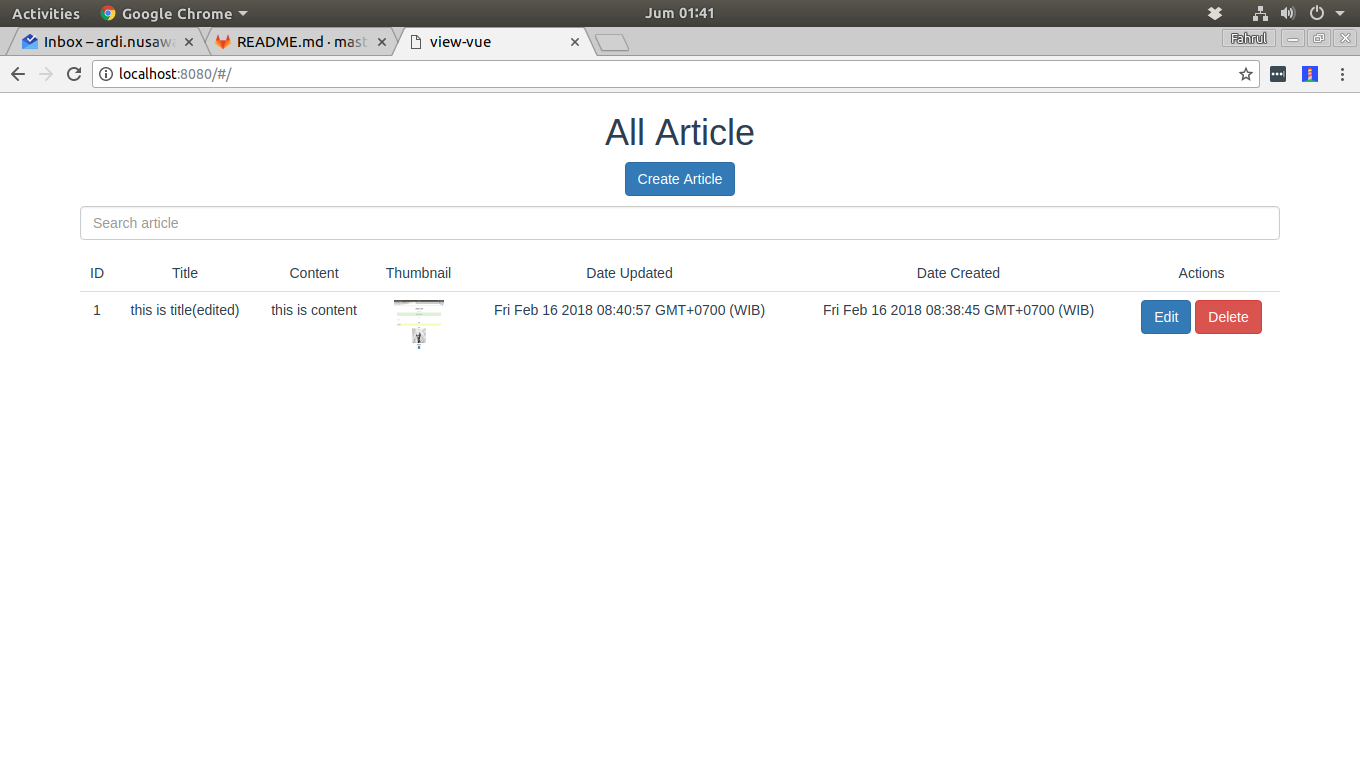 Activities Google Chrome Jum 01:41
Inbox – ardi.nusaw README.md · mast view-vue Fahrul
localhost:8080/#/
All Article
Create Article
Search article
ID Title Content Thumbnail Date Updated Date Created Actions
1 this is title(edited) this is content Fri Feb 16 2018 08:40:57 GMT+0700 (WIB) Fri Feb 16 2018 08:38:45 GMT+0700 (WIB) Edit Delete